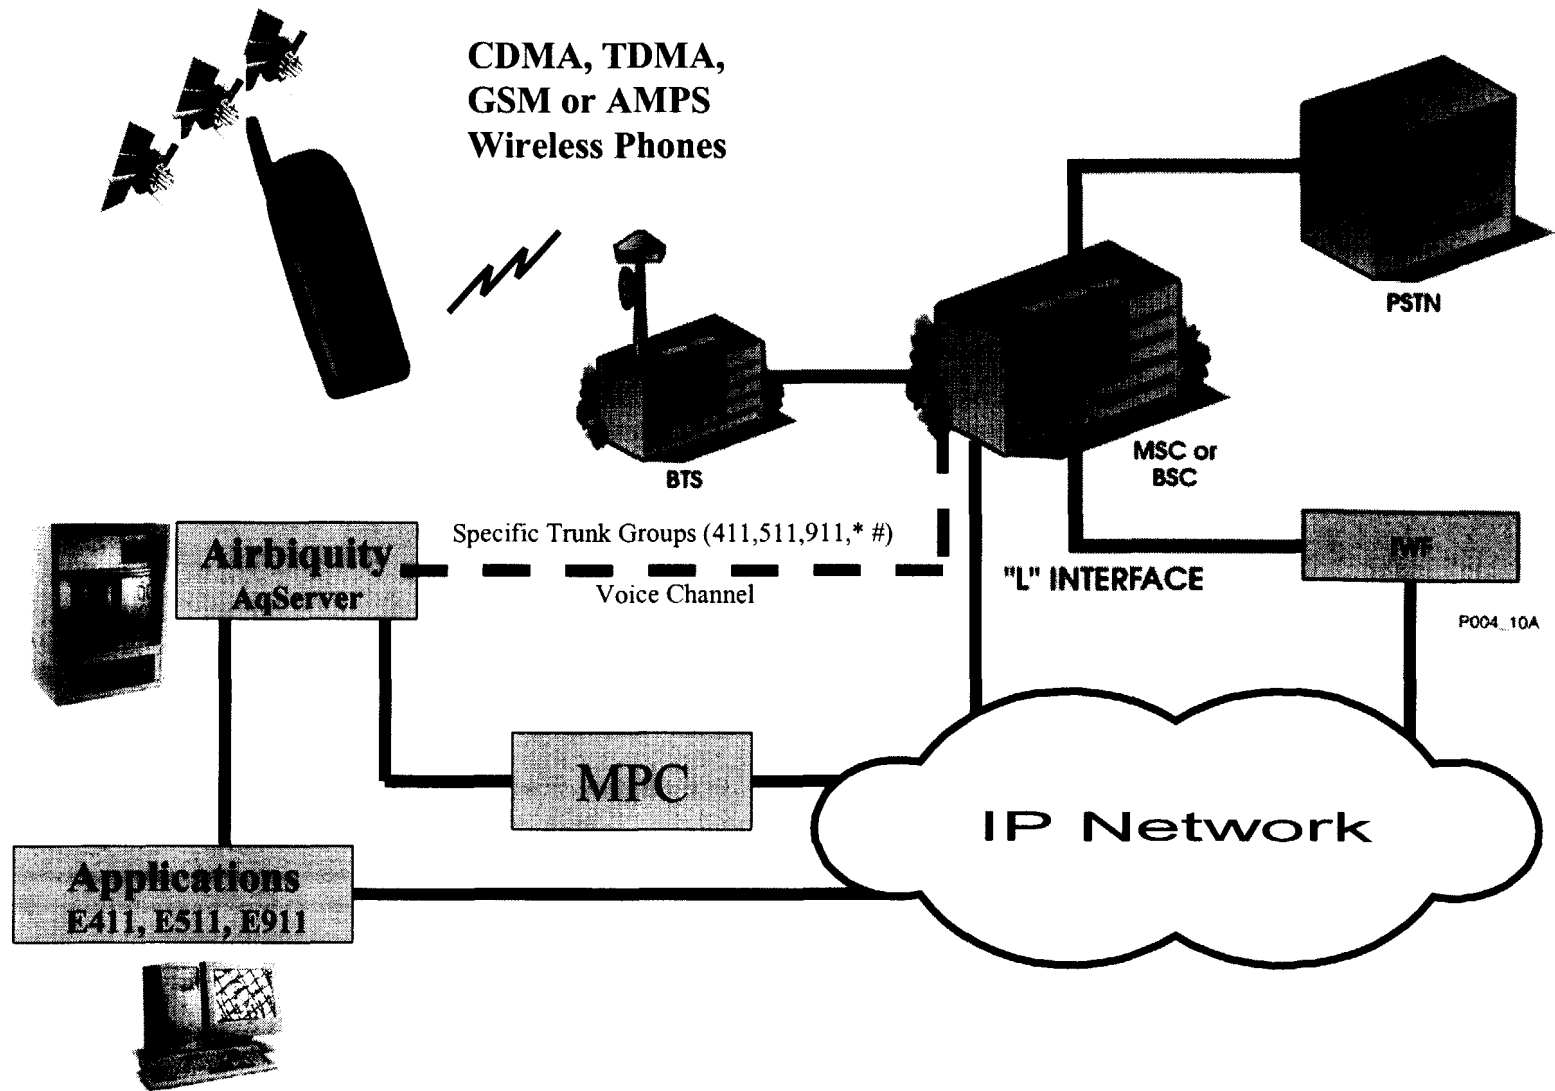 CDMA, TDMA,
GSM or AMPS
Wireless Phones
PSTN
MSC or
BSC
BTS
Specific Trunk Groups (411,511,911,* #)
Voice Channel
Airbiquity
AqServer
"L" INTERFACE
IWF
P004_10A
MPC
IP Network
Applications
E411, E511, E911